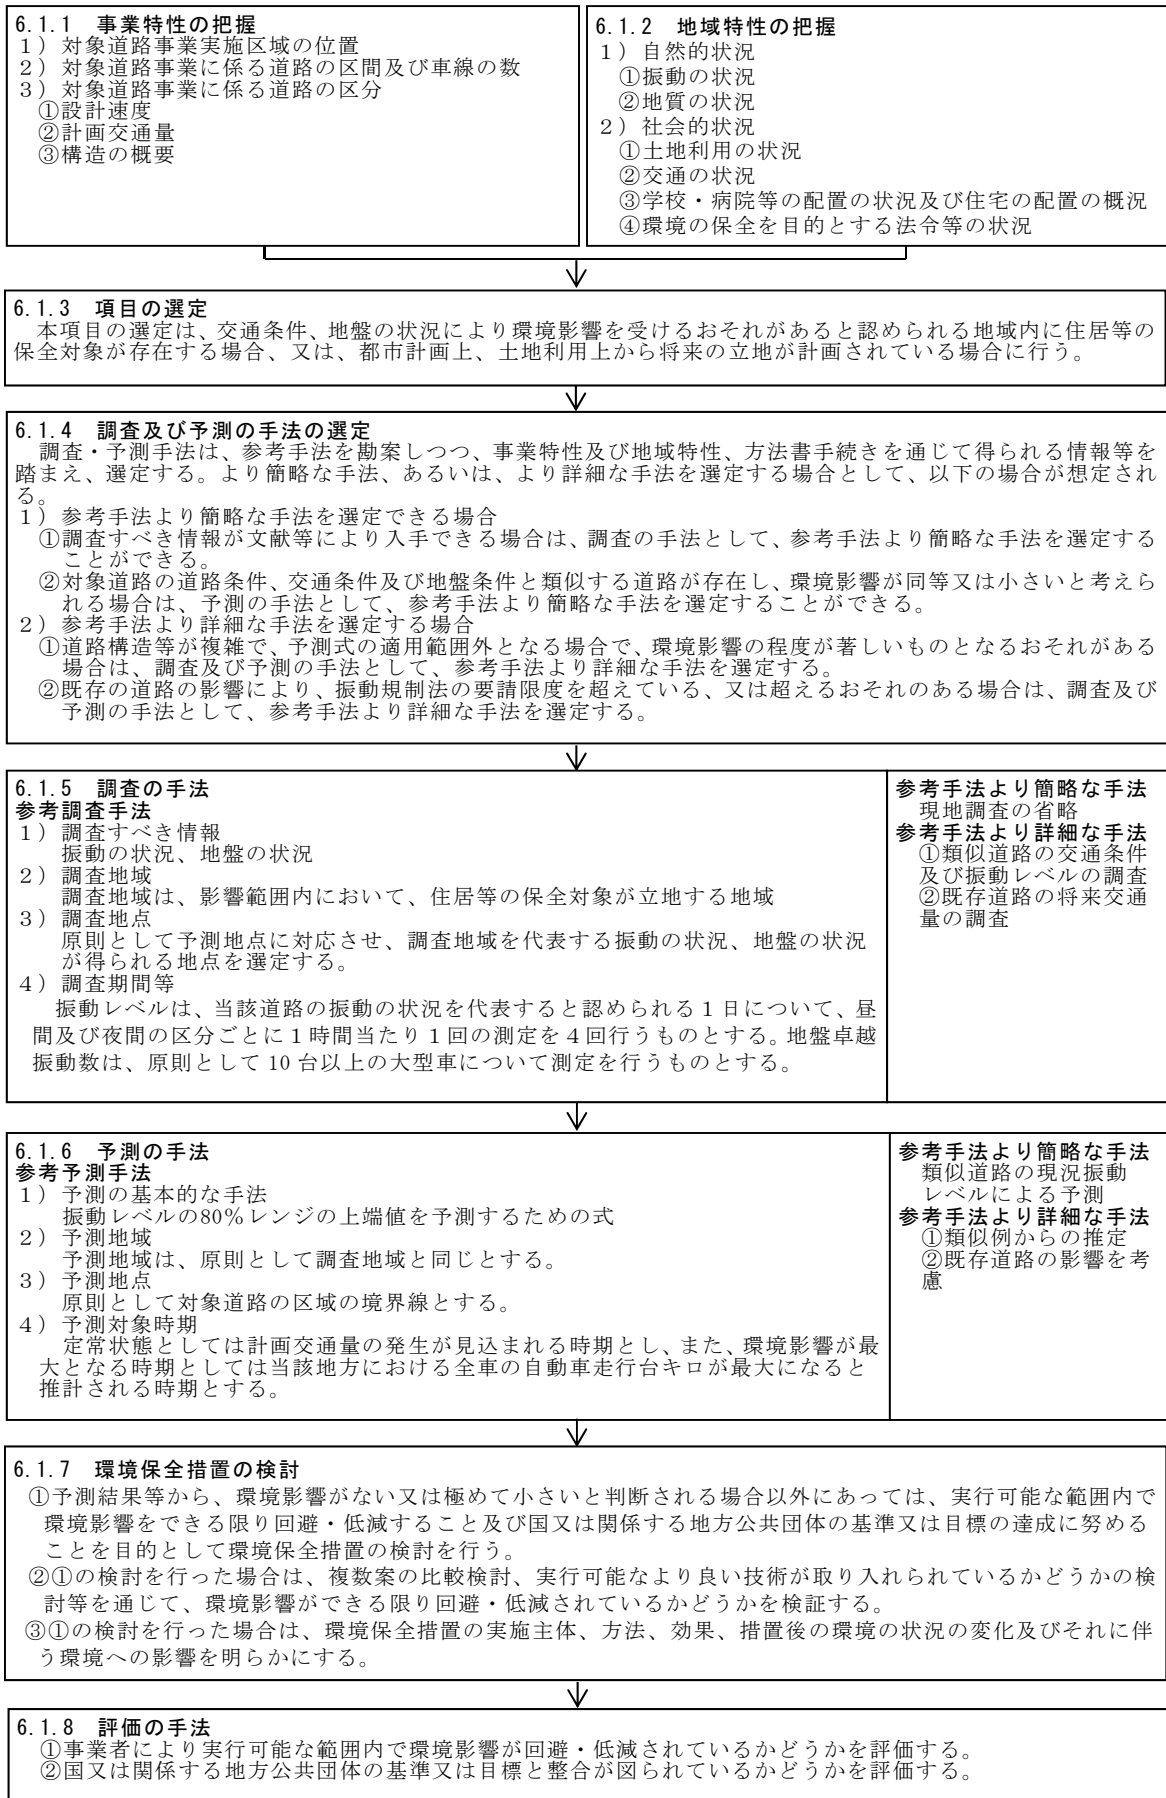 6.1.1 事業特性の把握
1）対象道路事業実施区域の位置
2）対象道路事業に係る道路の区間及び車線の数
3）対象道路事業に係る道路の区分
①設計速度
②計画交通量
③構造の概要
6.1.2 地域特性の把握
1）自然的状況
①振動の状況
②地質の状況
2）社会的状況
①土地利用の状況
②交通の状況
③学校・病院等の配置の状況及び住宅の配置の概況
④環境の保全を目的とする法令等の状況
6.1.3 項目の選定
本項目の選定は、交通条件、地盤の状況により環境影響を受けるおそれがあると認められる地域内に住居等の
保全対象が存在する場合、又は、都市計画上、土地利用上から将来の立地が計画されている場合に行う。
6.1.4 調査及び予測の手法の選定
調査・予測手法は、参考手法を勘案しつつ、事業特性及び地域特性、方法書手続きを通じて得られる情報等を
踏まえ、選定する。より簡略な手法、あるいは、より詳細な手法を選定する場合として、以下の場合が想定され
る。
1）参考手法より簡略な手法を選定できる場合
①調査すべき情報が文献等により入手できる場合は、調査の手法として、参考手法より簡略な手法を選定する
ことができる。
②対象道路の道路条件、交通条件及び地盤条件と類似する道路が存在し、環境影響が同等又は小さいと考えら
れる場合は、予測の手法として、参考手法より簡略な手法を選定することができる。
2）参考手法より詳細な手法を選定する場合
①道路構造等が複雑で、予測式の適用範囲外となる場合で、環境影響の程度が著しいものとなるおそれがある
場合は、調査及び予測の手法として、参考手法より詳細な手法を選定する。
②既存の道路の影響により、振動規制法の要請限度を超えている、又は超えるおそれのある場合は、調査及び
予測の手法として、参考手法より詳細な手法を選定する。
6.1.5 調査の手法
参考調査手法
1）調査すべき情報
振動の状況、地盤の状況
2）調査地域
調査地域は、影響範囲内において、住居等の保全対象が立地する地域
3）調査地点
原則として予測地点に対応させ、調査地域を代表する振動の状況、地盤の状況
が得られる地点を選定する。
4）調査期間等
振動レベルは、当該道路の振動の状況を代表すると認められる１日について、昼
間及び夜間の区分ごとに１時間当たり１回の測定を４回行うものとする。地盤卓越
振動数は、原則として 10 台以上の大型車について測定を行うものとする。
参考手法より簡略な手法
現地調査の省略
参考手法より詳細な手法
①類似道路の交通条件
及び振動レベルの調査
②既存道路の将来交通
量の調査
6.1.6 予測の手法
参考予測手法
1）予測の基本的な手法
振動レベルの80％レンジの上端値を予測するための式
2）予測地域
予測地域は、原則として調査地域と同じとする。
3）予測地点
原則として対象道路の区域の境界線とする。
4）予測対象時期
定常状態としては計画交通量の発生が見込まれる時期とし、また、環境影響が最
大となる時期としては当該地方における全車の自動車走行台キロが最大になると
推計される時期とする。
参考手法より簡略な手法
類似道路の現況振動
レベルによる予測
参考手法より詳細な手法
①類似例からの推定
②既存道路の影響を考
慮
6.1.7 環境保全措置の検討
①予測結果等から、環境影響がない又は極めて小さいと判断される場合以外にあっては、実行可能な範囲内で
環境影響をできる限り回避・低減すること及び国又は関係する地方公共団体の基準又は目標の達成に努める
ことを目的として環境保全措置の検討を行う。
②①の検討を行った場合は、複数案の比較検討、実行可能なより良い技術が取り入れられているかどうかの検
討等を通じて、環境影響ができる限り回避・低減されているかどうかを検証する。
③①の検討を行った場合は、環境保全措置の実施主体、方法、効果、措置後の環境の状況の変化及びそれに伴
う環境への影響を明らかにする。
6.1.8 評価の手法
①事業者により実行可能な範囲内で環境影響が回避・低減されているかどうかを評価する。
②国又は関係する地方公共団体の基準又は目標と整合が図られているかどうかを評価する。